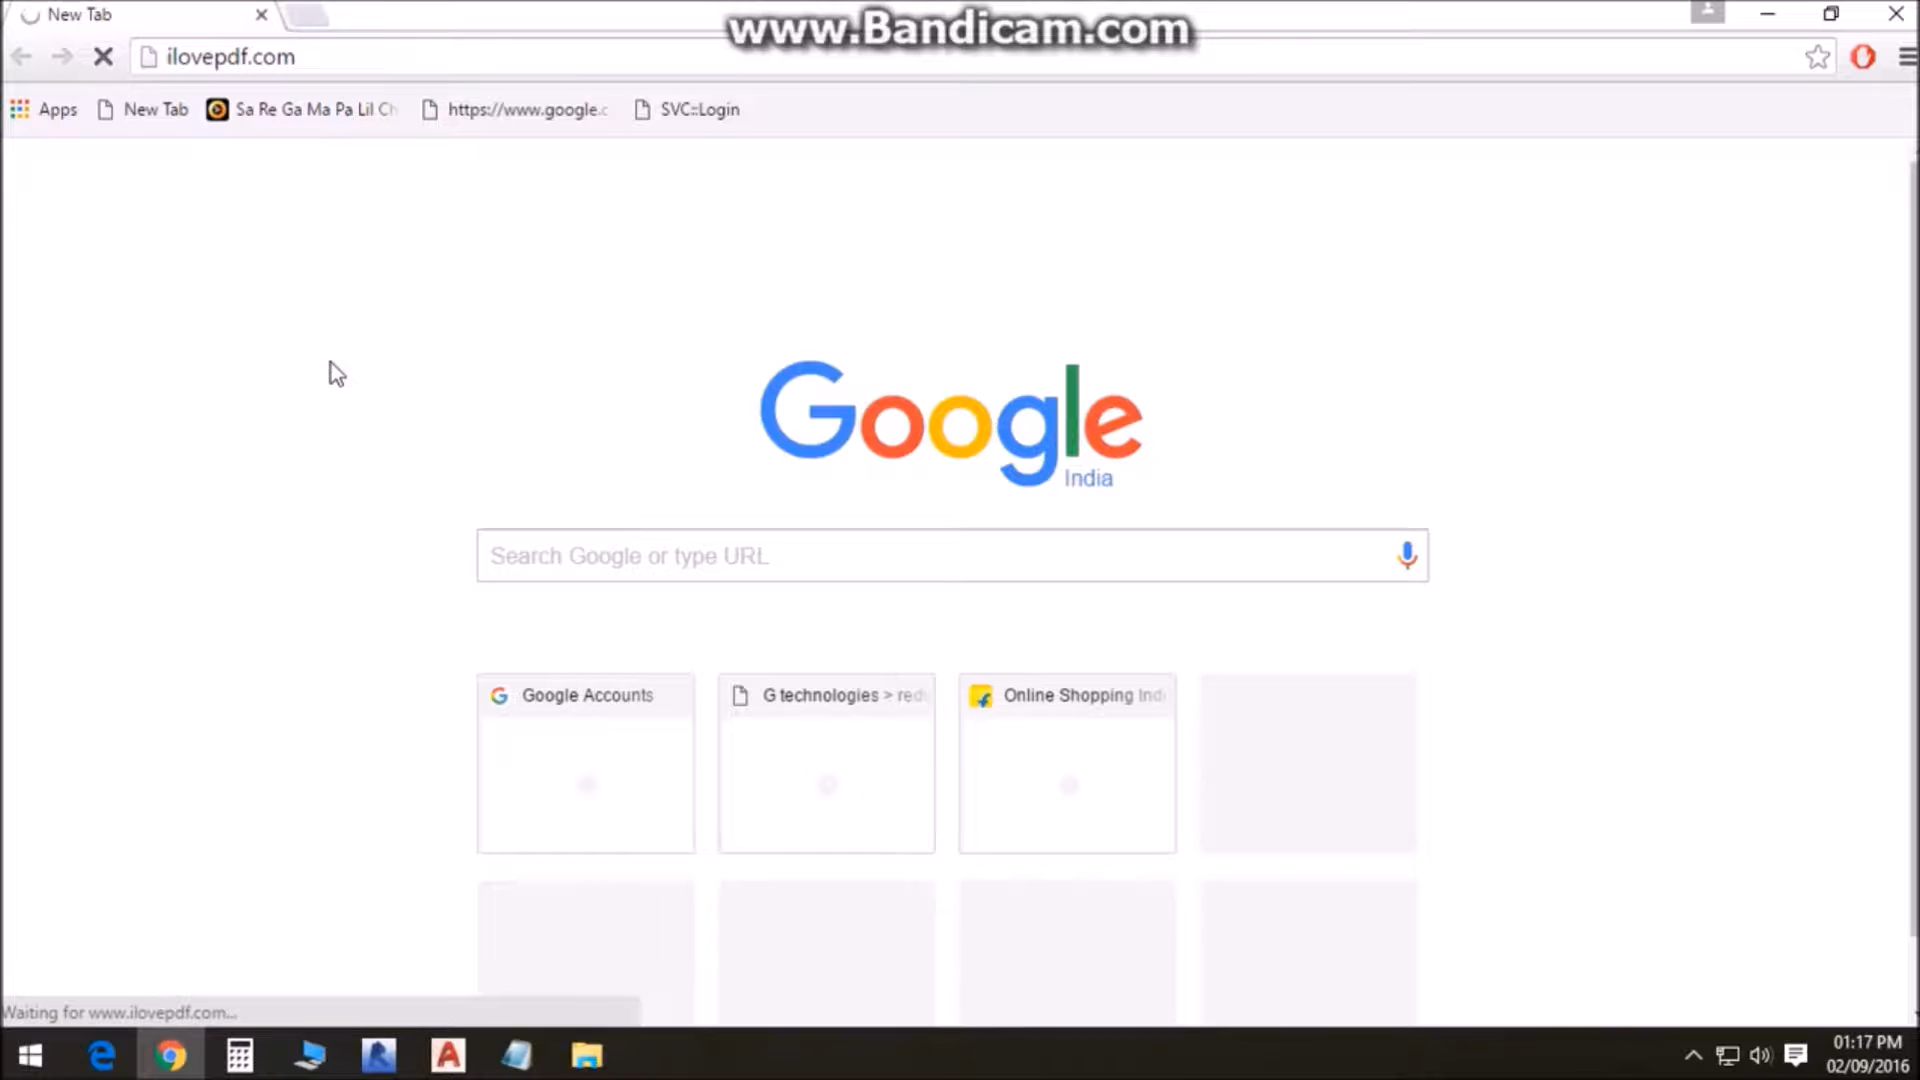 New Tab
www.Bandicam.com
ilovepdf.com
Apps
New Tab
Sa Re Ga Ma Pa Lil Ch
https://www.google.c
SVC::Login
Google
India
Search Google or type URL
Google Accounts
G technologies > red
Online Shopping Ind
Waiting for www.ilovepdf.com...
01:17 PM
02/09/2016